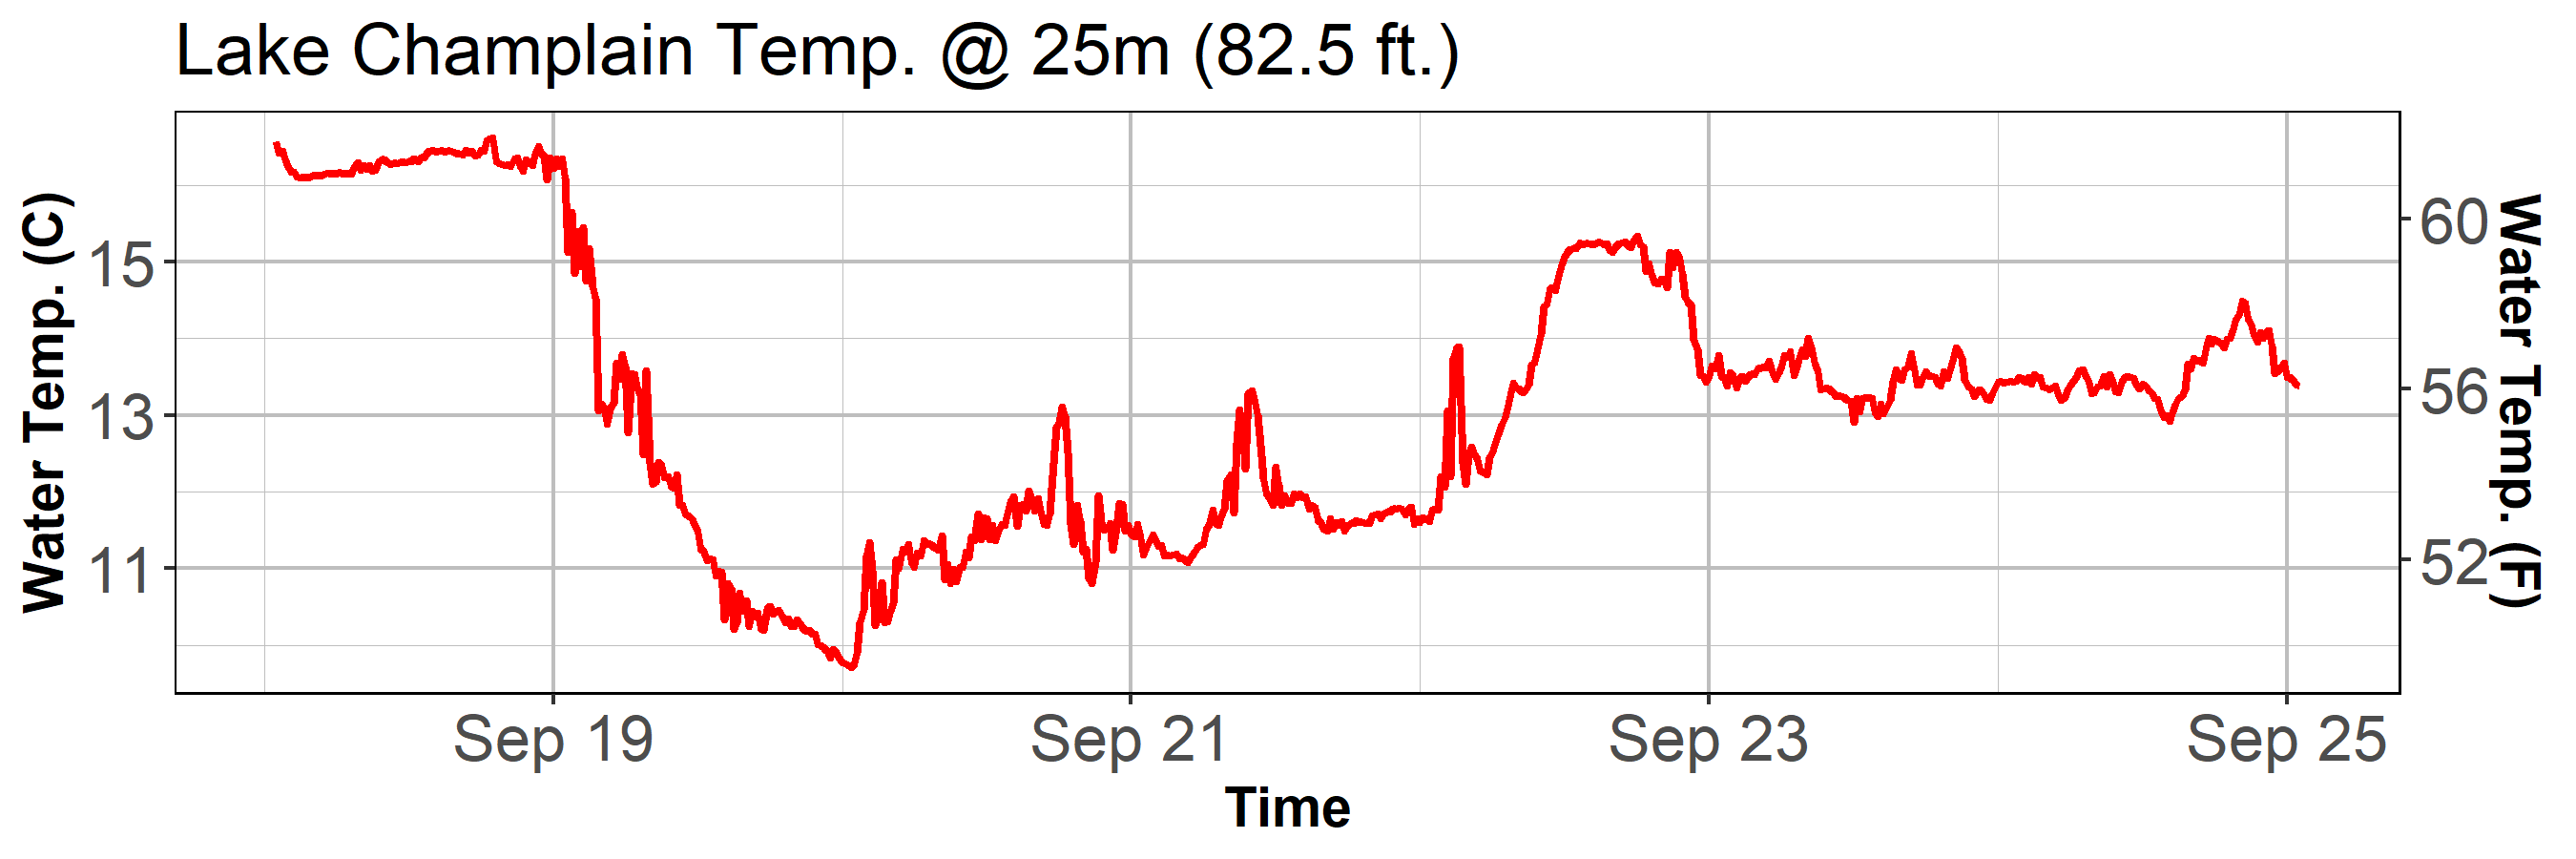 Lake Champlain Temp. @ 25m (82.5 ft.)
Water Temp. (C)
15
13
11
60
56
52
Water Temp. (F)
Sep 19
Sep 21
Sep 23
Sep 25
Time